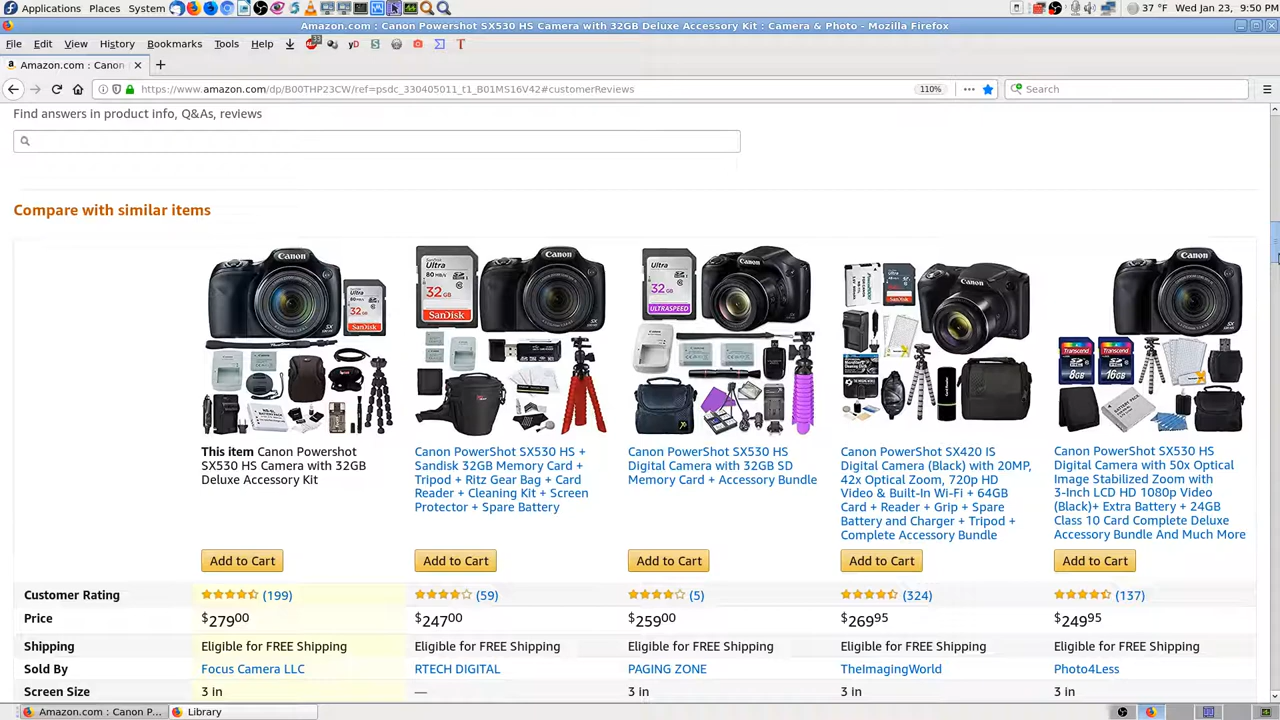 Applications Places System 37 °F Wed Jan 23, 9:50 PM
Amazon.com : Canon Powershot SX530 HS Camera with 32GB Deluxe Accessory Kit : Camera & Photo - Mozilla Firefox
File Edit View History Bookmarks Tools Help
Amazon.com : Canon
https://www.amazon.com/dp/B00THP23CW/ref=psdc_330405011_t1_B01MS16V42#customerReviews 110% Search
Find answers in product info, Q&As, reviews
Compare with similar items
This item Canon Powershot
SX530 HS Camera with 32GB
Deluxe Accessory Kit
Canon PowerShot SX530 HS +
Sandisk 32GB Memory Card +
Tripod + Ritz Gear Bag + Card
Reader + Cleaning Kit + Screen
Protector + Spare Battery
Canon PowerShot SX530 HS
Digital Camera with 32GB SD
Memory Card + Accessory Bundle
Canon PowerShot SX420 IS
Digital Camera (Black) with 20MP,
42x Optical Zoom, 720p HD
Video & Built-In Wi-Fi + 64GB
Card + Reader + Grip + Spare
Battery and Charger + Tripod +
Complete Accessory Bundle
Canon PowerShot SX530 HS
Digital Camera with 50x Optical
Image Stabilized Zoom with
3-Inch LCD HD 1080p Video
(Black)+ Extra Battery + 24GB
Class 10 Card Complete Deluxe
Accessory Bundle And Much More
Add to Cart Add to Cart Add to Cart Add to Cart Add to Cart
Customer Rating (199) (59) (5) (324) (137)
Price $27900 $24700 $25900 $26995 $24995
Shipping Eligible for FREE Shipping Eligible for FREE Shipping Eligible for FREE Shipping Eligible for FREE Shipping Eligible for FREE Shipping
Sold By Focus Camera LLC RTECH DIGITAL PAGING ZONE TheImagingWorld Photo4Less
Screen Size 3 in — 3 in 3 in 3 in
Amazon.com : Canon P... Library